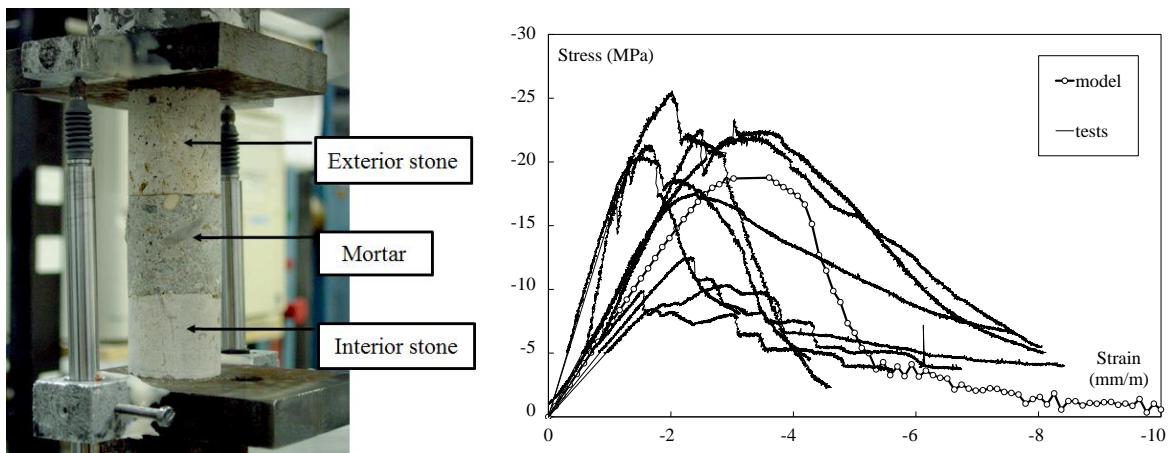 Exterior stone
Mortar
Interior stone
-30
-25
-20
-15
-10
-5
0
Stress (MPa)
model
tests
Strain
(mm/m)
0 -2 -4 -6 -8 -10